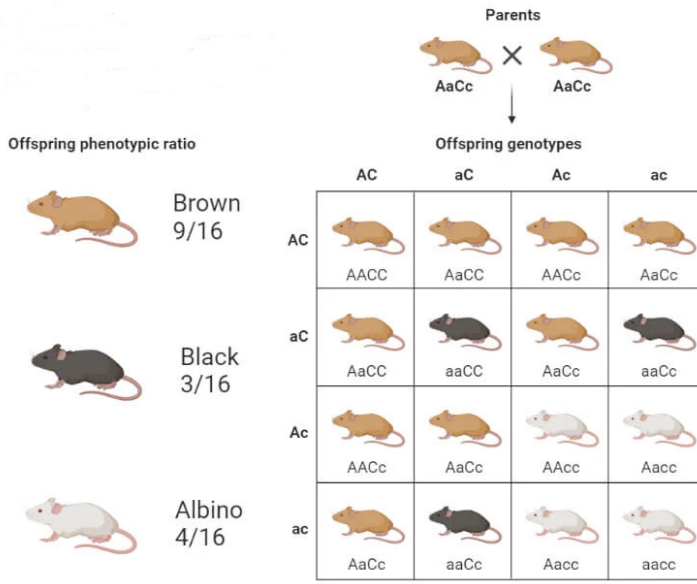 Parents
AaCc
AaCc
Offspring phenotypic ratio
Offspring genotypes
AC aC Ac ac
Brown
9/16
AC
AACC AaCC AACc AaCc
Black
3/16
aC
AaCC aaCC AaCc aaCc
Ac
AACc AaCc AAcc Aacc
Albino
4/16
ac
AaCc aaCc Aacc aacc